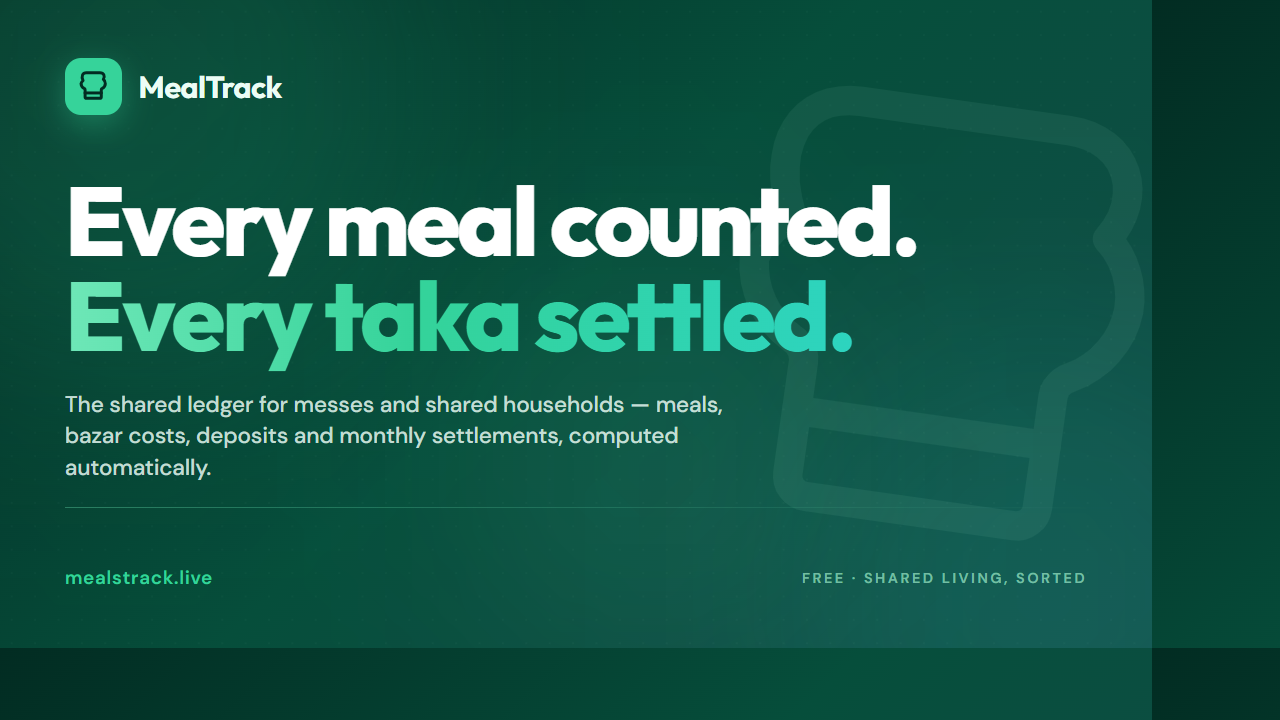 MealTrack
Every meal counted.
Every taka settled.
The shared ledger for messes and shared households — meals,
bazar costs, deposits and monthly settlements, computed
automatically.
mealstrack.live
FREE · SHARED LIVING, SORTED